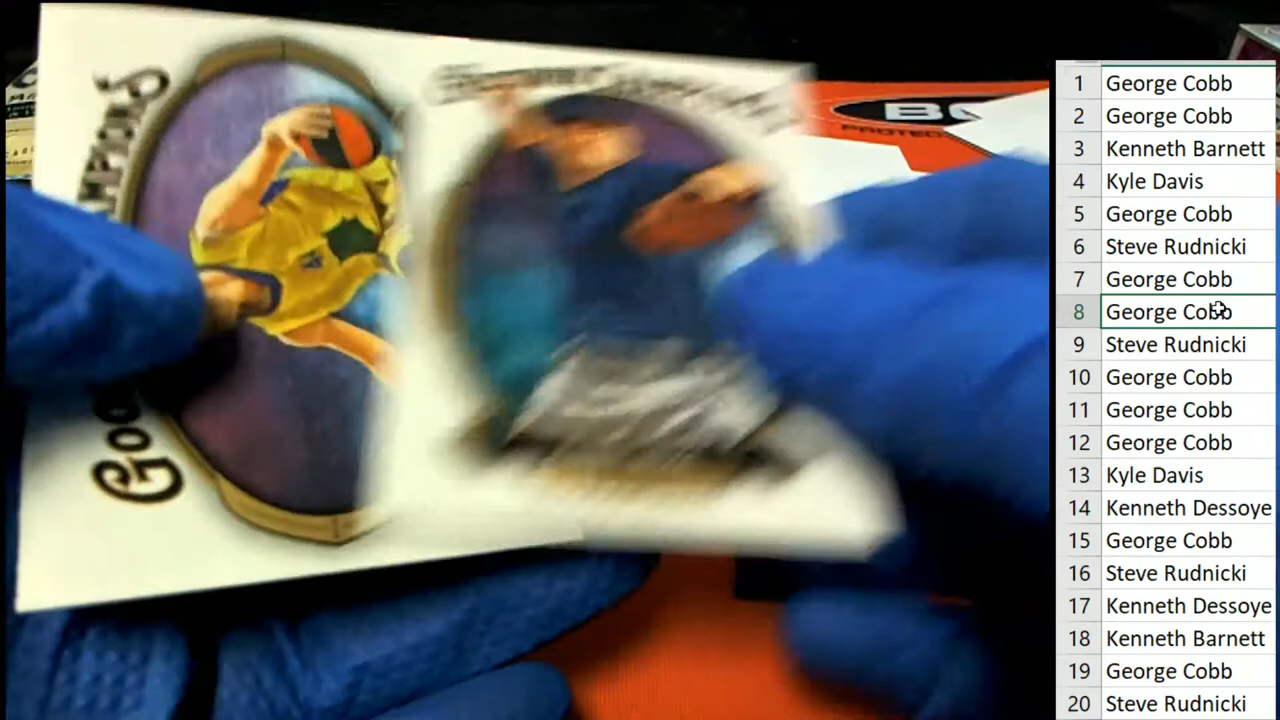 Goo
MPIONS
BO
PROTEC
1 George Cobb
2 George Cobb
3 Kenneth Barnett
4 Kyle Davis
5 George Cobb
6 Steve Rudnicki
7 George Cobb
8 George Cobb
9 Steve Rudnicki
10 George Cobb
11 George Cobb
12 George Cobb
13 Kyle Davis
14 Kenneth Dessoye
15 George Cobb
16 Steve Rudnicki
17 Kenneth Dessoye
18 Kenneth Barnett
19 George Cobb
20 Steve Rudnicki